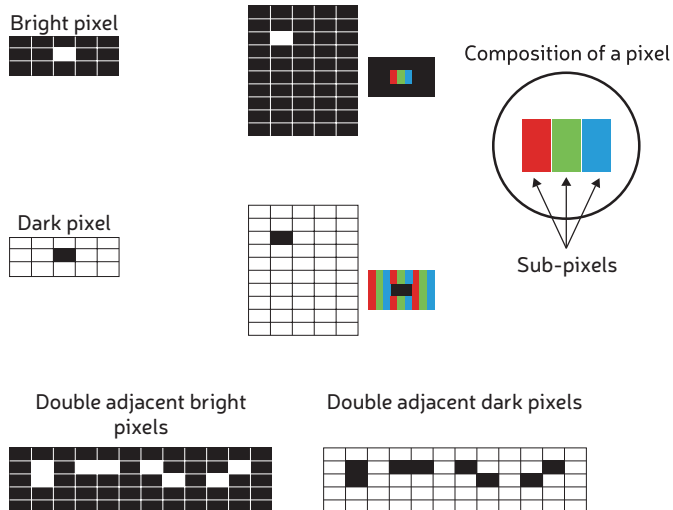 Bright pixel
Composition of a pixel
Dark pixel
Sub-pixels
Double adjacent bright
pixels
Double adjacent dark pixels